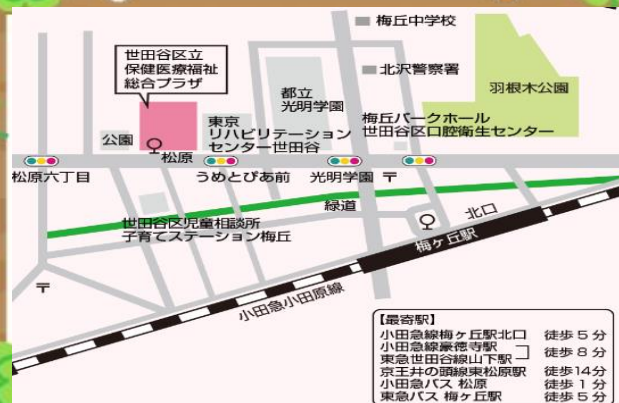 梅丘中学校
世田谷区立
保健医療福祉
総合プラザ
北沢警察署
羽根木公園
都立
光明学園
梅丘パークホール
世田谷区口腔衛生センター
東京
リハビリテーション
センター世田谷
公園
松原
松原六丁目
うめとぴあ前
光明学園
〒
緑道
北口
世田谷区児童相談所
子育てステーション梅丘
梅ヶ丘駅
〒
小田急小田原線
【最寄駅】
小田急線梅ヶ丘駅北口 徒歩5分
小田急線豪徳寺駅
東急世田谷線山下駅 徒歩8分
京王井の頭線東松原駅 徒歩14分
小田急バス 松原 徒歩1分
東急バス 梅ヶ丘駅 徒歩5分